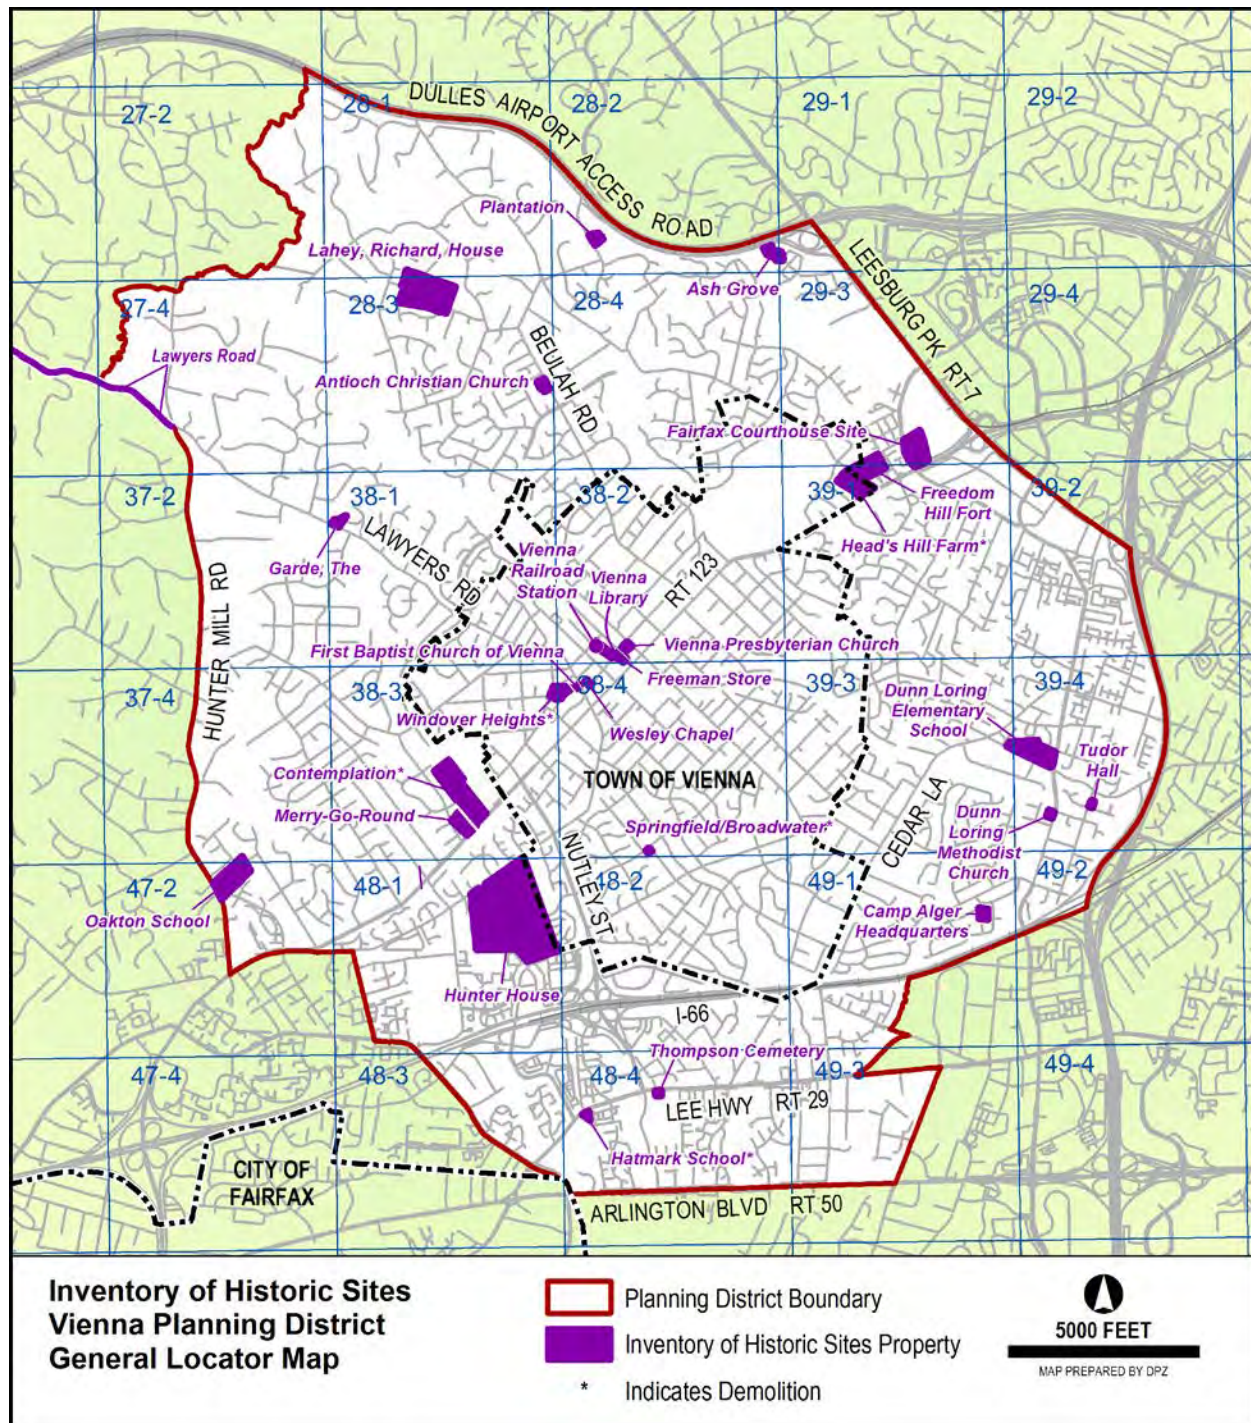 27-2
28-1
28-2
29-1
29-2
DULLES AIRPORT ACCESS ROAD
Plantation
Lahey, Richard, House
Ash Grove
LEESBURG PK RT 7
27-4
28-3
28-4
29-3
29-4
Lawyers Road
BEULAH RD
Antioch Christian Church
Fairfax Courthouse Site
37-2
38-1
38-2
39-1
39-2
Freedom
Hill Fort
Head's Hill Farm*
Garde, The
LAWYERS RD
Vienna
Railroad
Station
Vienna
Library
RT 123
HUNTER MILL RD
First Baptist Church of Vienna
Vienna Presbyterian Church
Freeman Store
37-4
38-3
38-4
39-3
39-4
Windover Heights*
Wesley Chapel
Dunn Loring
Elementary
School
Tudor
Hall
Contemplation*
TOWN OF VIENNA
CEDAR LA
Merry-Go-Round
Springfield/Broadwater*
Dunn
Loring
Methodist
Church
NUTLEY ST
47-2
48-1
48-2
49-1
49-2
Oakton School
Camp Alger
Headquarters
Hunter House
I-66
Thompson Cemetery
47-4
48-3
48-4
49-3
49-4
LEE HWY RT 29
Hatmark School*
CITY OF
FAIRFAX
ARLINGTON BLVD RT 50
Inventory of Historic Sites
Vienna Planning District
General Locator Map
Planning District Boundary
Inventory of Historic Sites Property
* Indicates Demolition
5000 FEET
MAP PREPARED BY DPZ